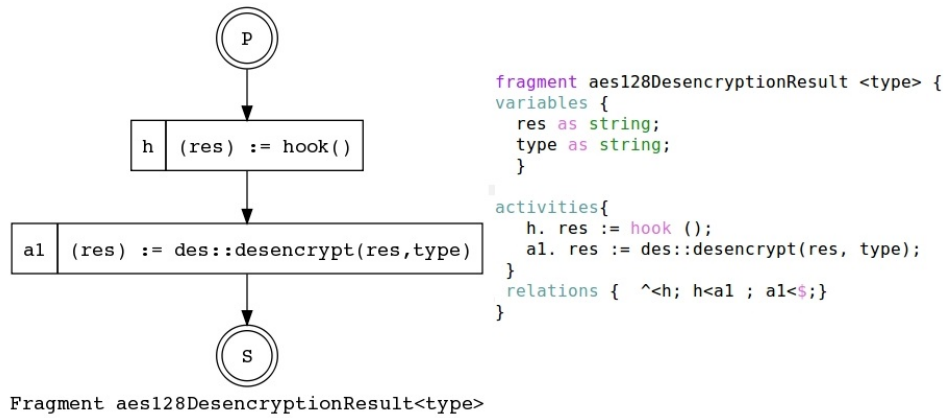 P
h (res) := hook()
a1 (res) := des::desencrypt(res,type)
S
Fragment aes128DesencryptionResult<type>
fragment aes128DesencryptionResult <type> {
variables {
res as string;
type as string;
}
activities{
h. res := hook ();
a1. res := des::desencrypt(res, type);
}
relations { ^<h; h<a1 ; a1<$;}
}